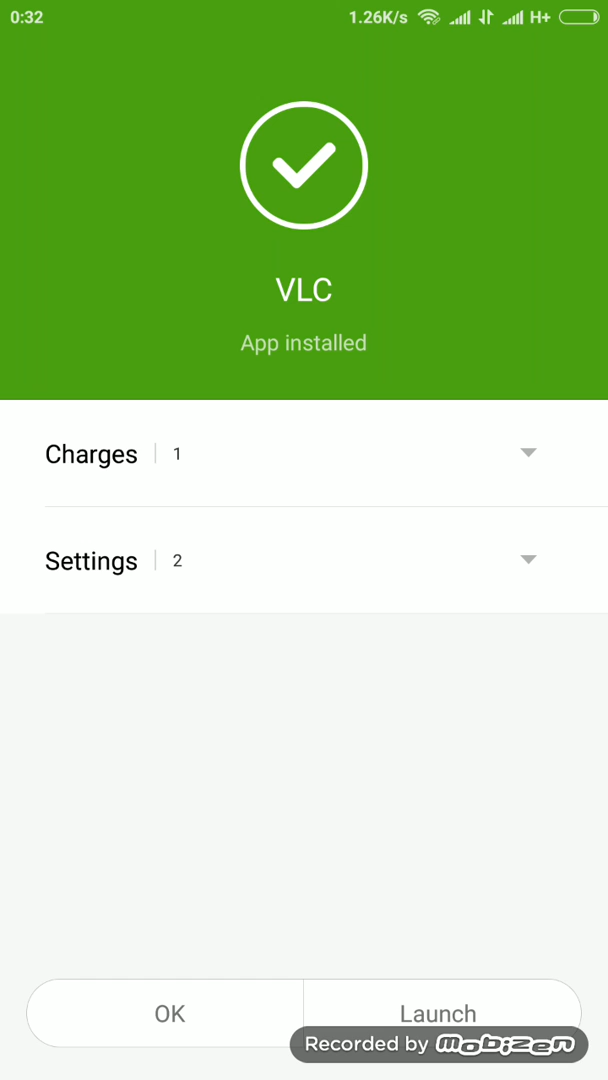 0:32 1.26K/s H+
VLC
App installed
Charges 1
Settings 2
OK Launch
Recorded by mobizen